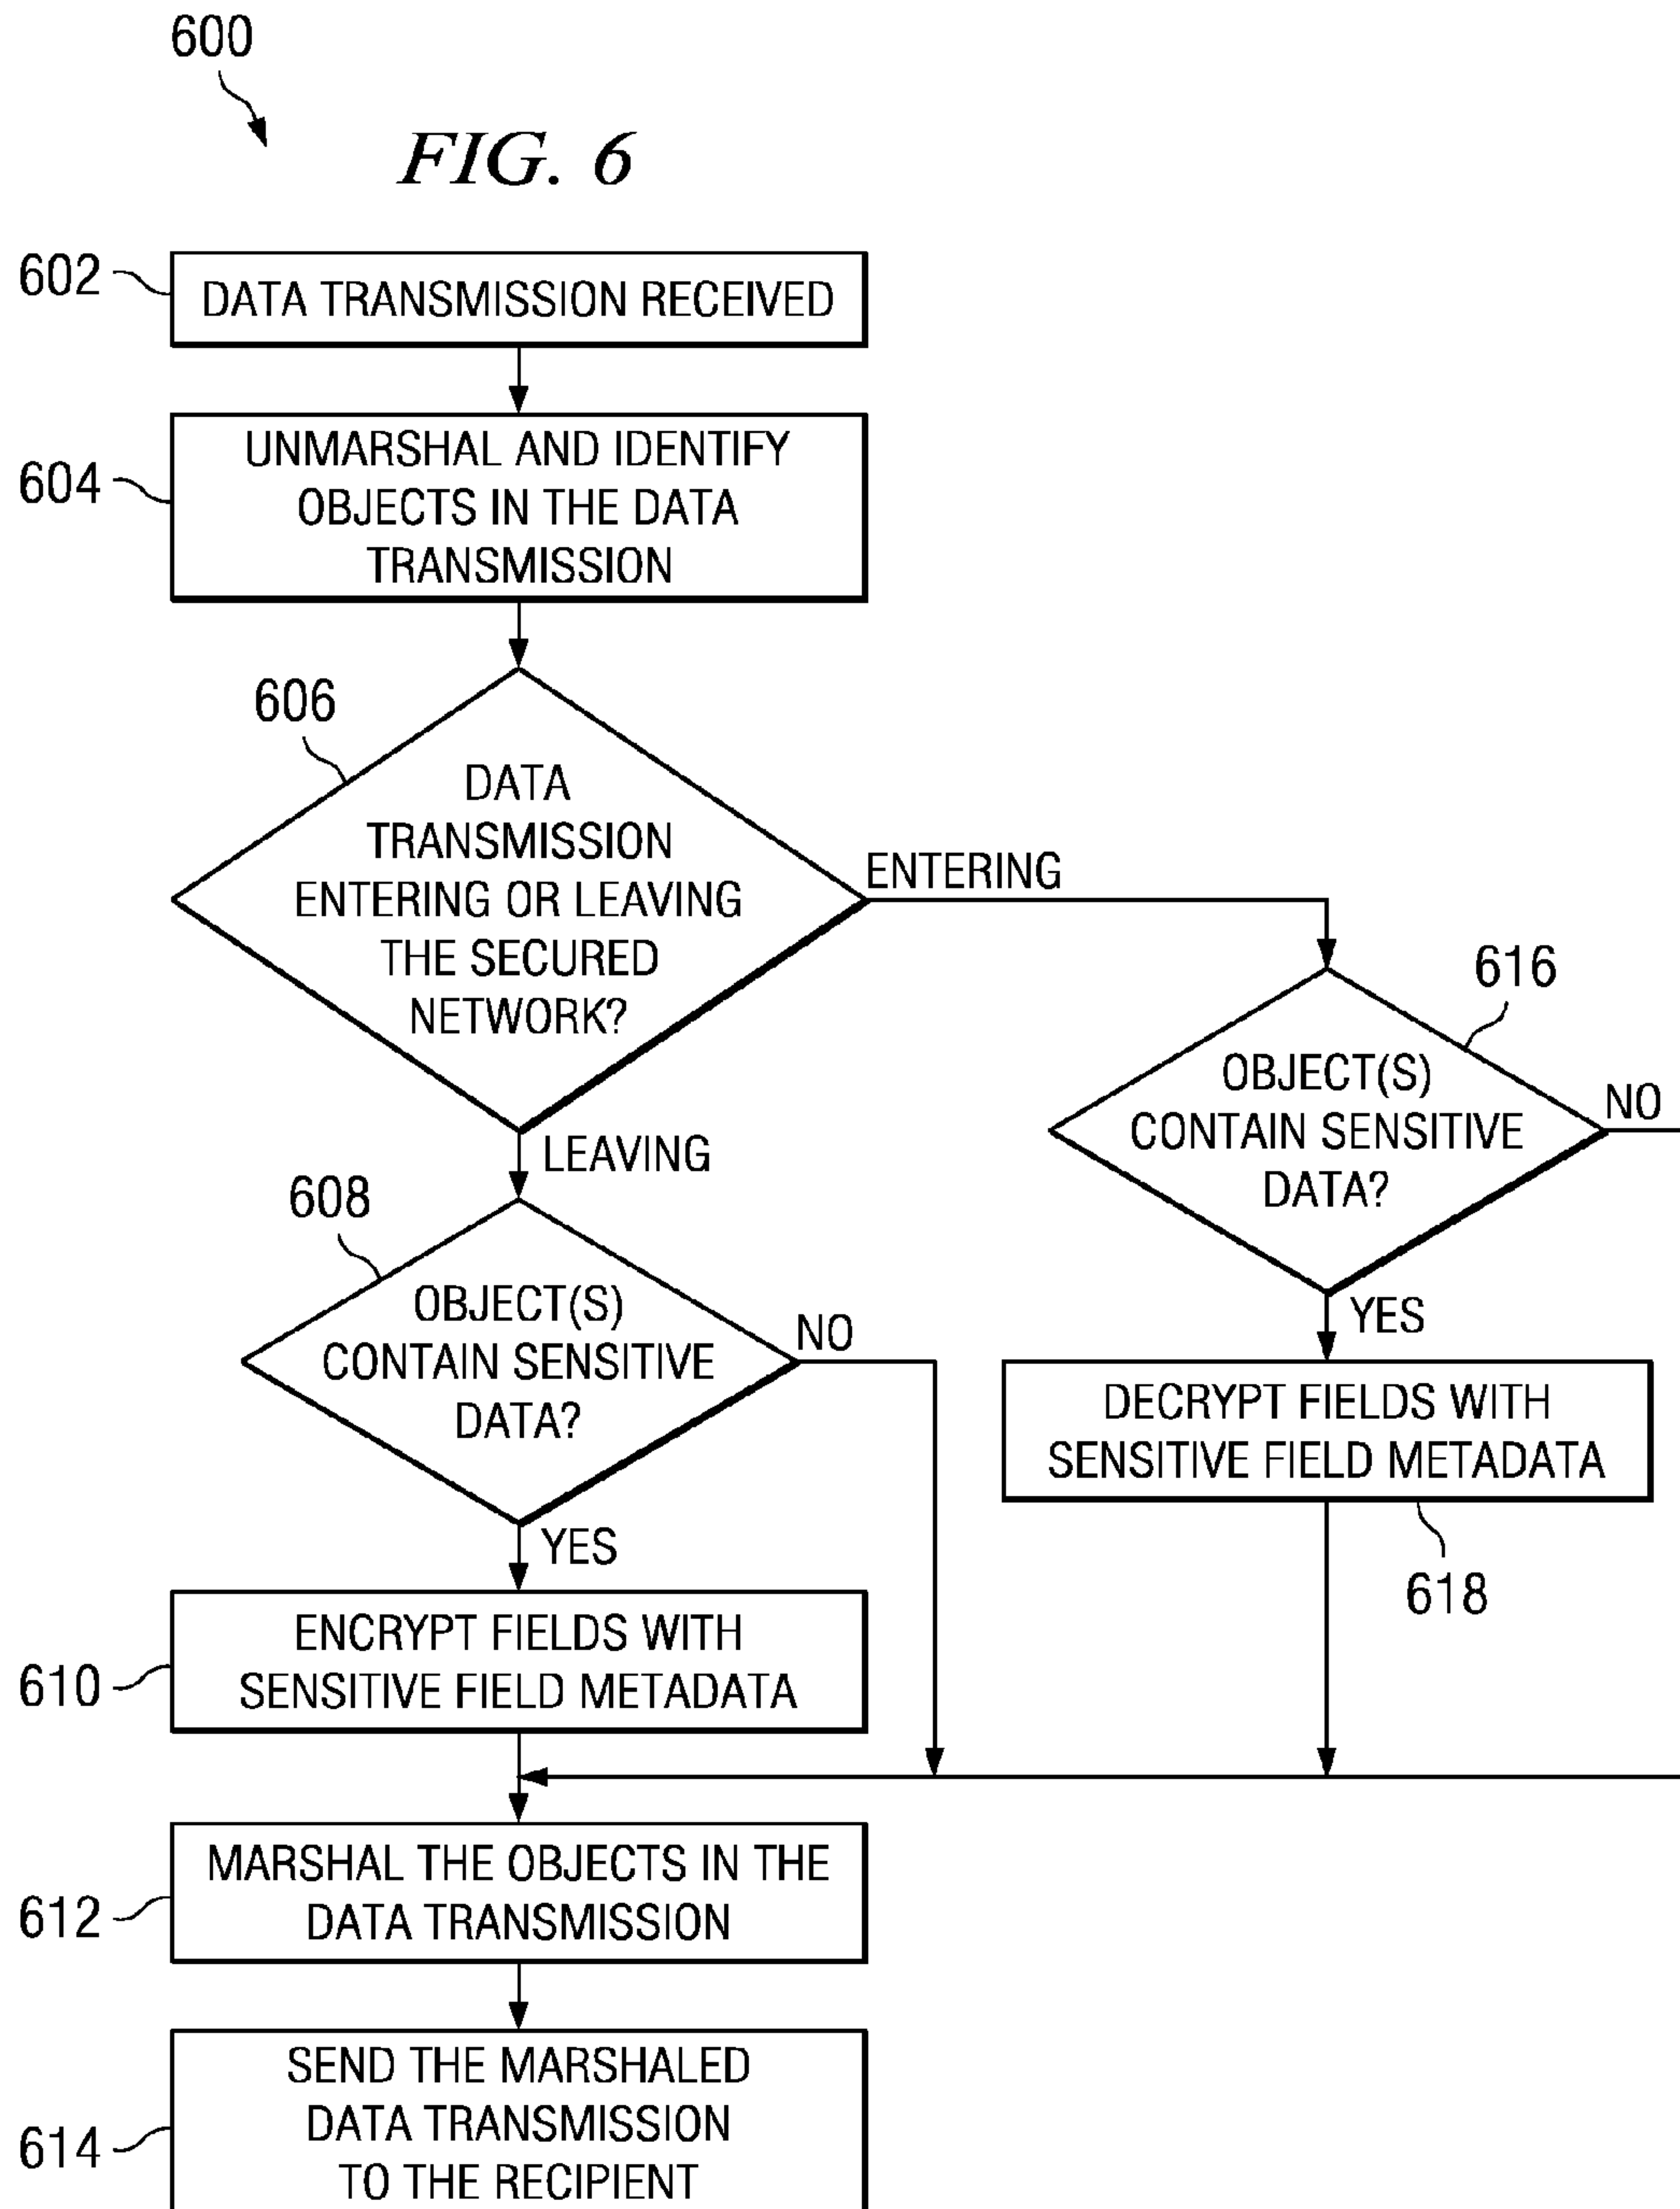 600
FIG. 6
602
DATA TRANSMISSION RECEIVED
604
UNMARSHAL AND IDENTIFY
OBJECTS IN THE DATA
TRANSMISSION
606
DATA
TRANSMISSION
ENTERING OR LEAVING
THE SECURED
NETWORK?
ENTERING
LEAVING
616
OBJECT(S)
CONTAIN SENSITIVE
DATA?
NO
YES
608
OBJECT(S)
CONTAIN SENSITIVE
DATA?
NO
YES
DECRYPT FIELDS WITH
SENSITIVE FIELD METADATA
618
610
ENCRYPT FIELDS WITH
SENSITIVE FIELD METADATA
612
MARSHAL THE OBJECTS IN THE
DATA TRANSMISSION
614
SEND THE MARSHALED
DATA TRANSMISSION
TO THE RECIPIENT